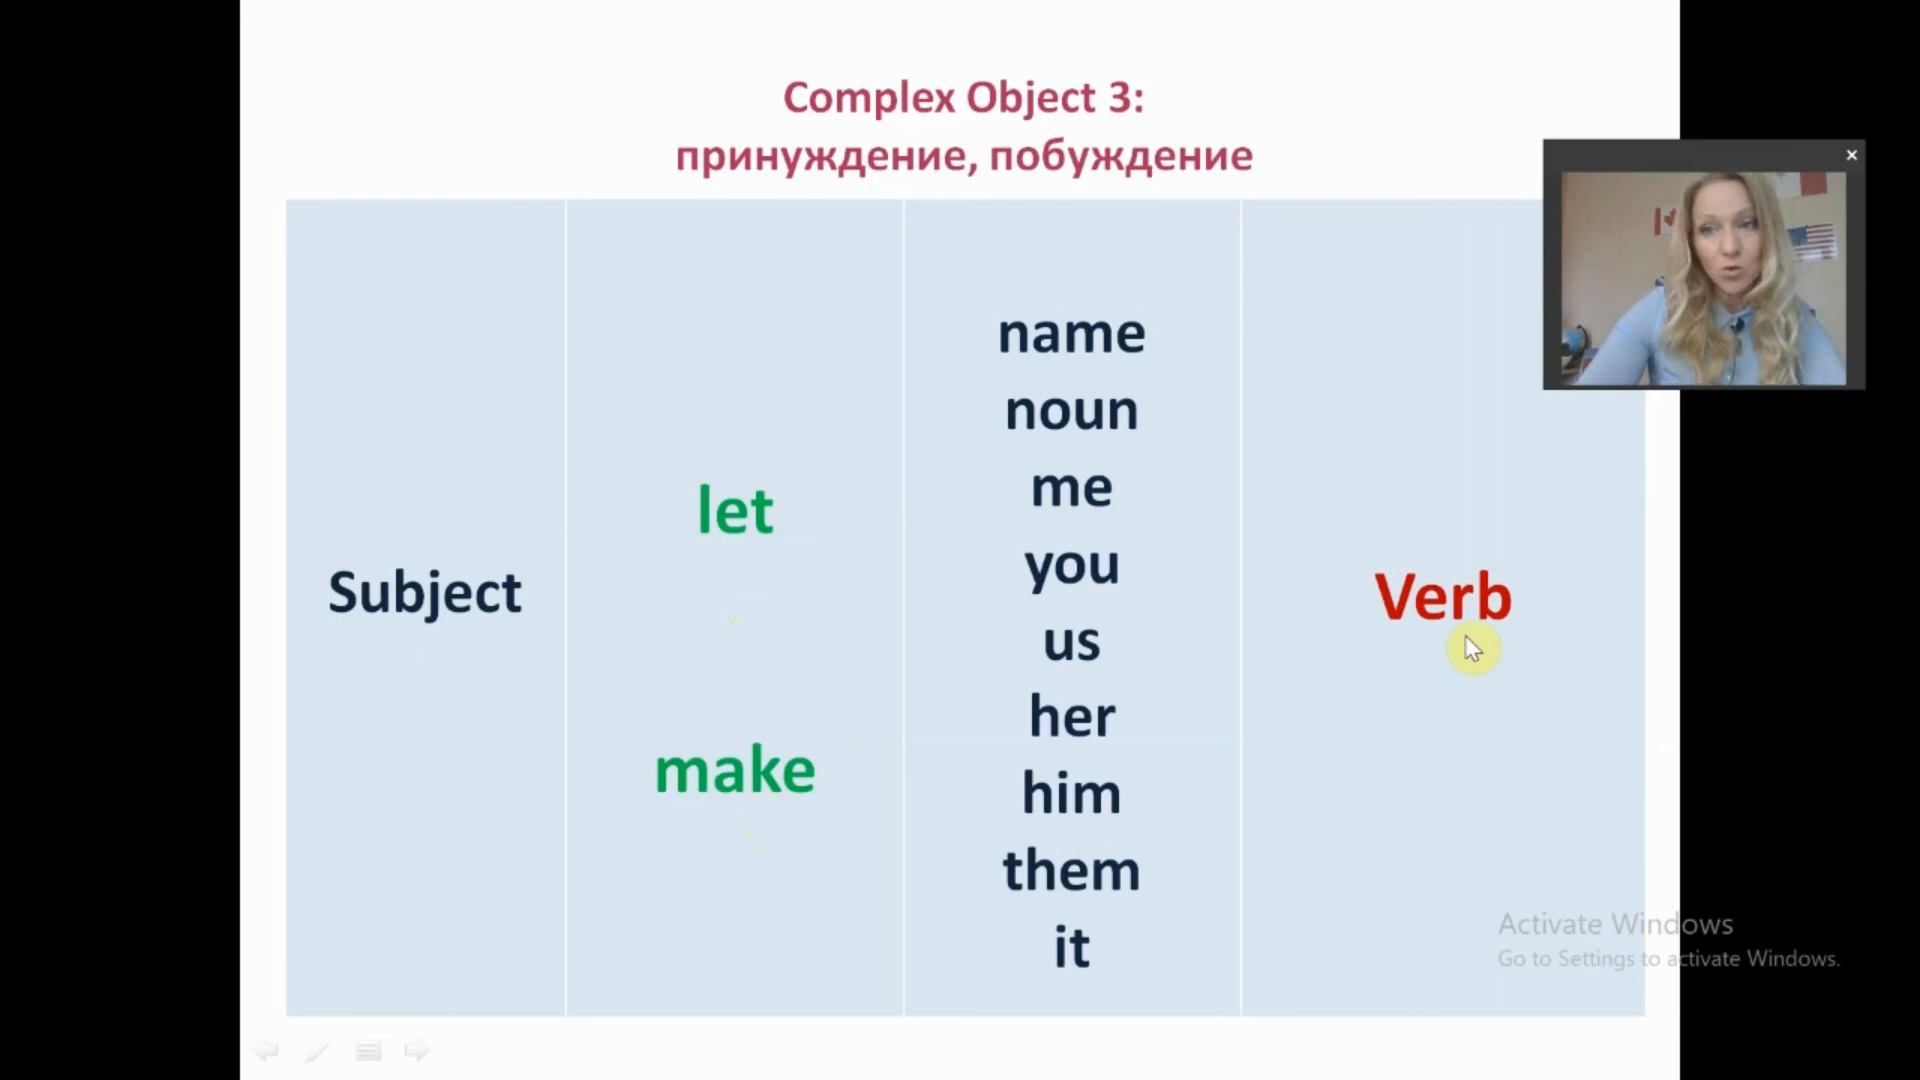 Complex Object 3:
принуждение, побуждение
Subject
let
make
name
noun
me
you
us
her
him
them
it
Verb
Activate Windows
Go to Settings to activate Windows.